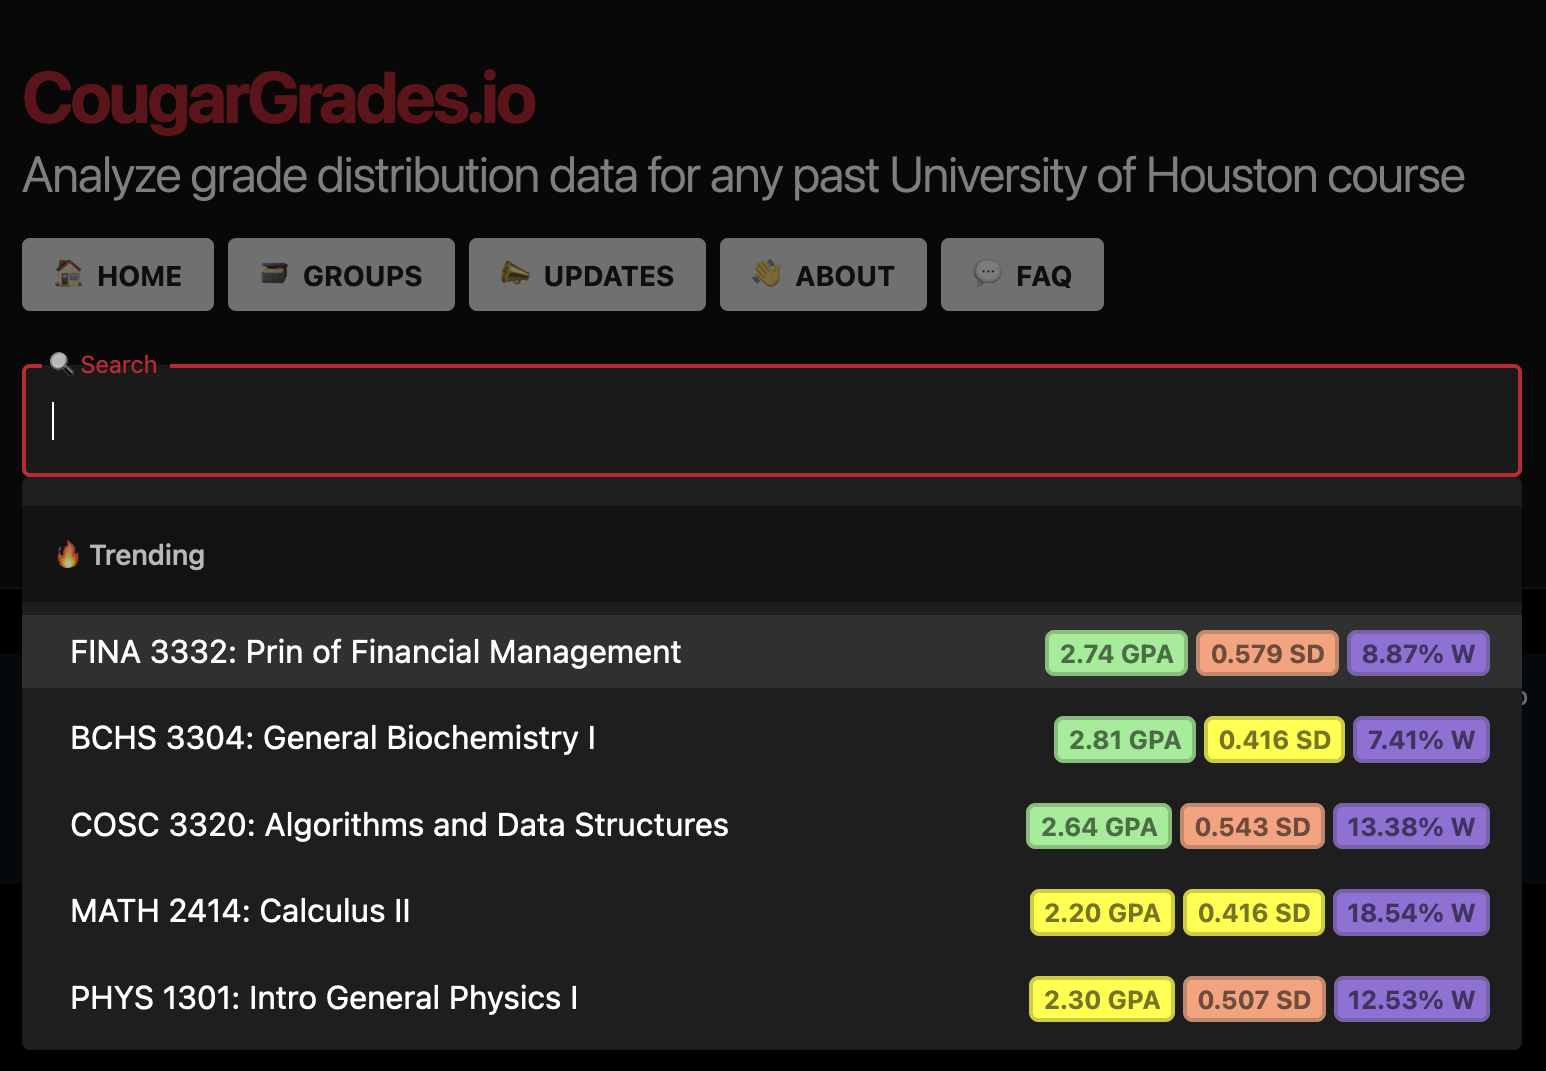 CougarGrades.io
Analyze grade distribution data for any past University of Houston course
HOME GROUPS UPDATES ABOUT FAQ
Search
Trending
FINA 3332: Prin of Financial Management 2.74 GPA 0.579 SD 8.87% W
BCHS 3304: General Biochemistry I 2.81 GPA 0.416 SD 7.41% W
COSC 3320: Algorithms and Data Structures 2.64 GPA 0.543 SD 13.38% W
MATH 2414: Calculus II 2.20 GPA 0.416 SD 18.54% W
PHYS 1301: Intro General Physics I 2.30 GPA 0.507 SD 12.53% W